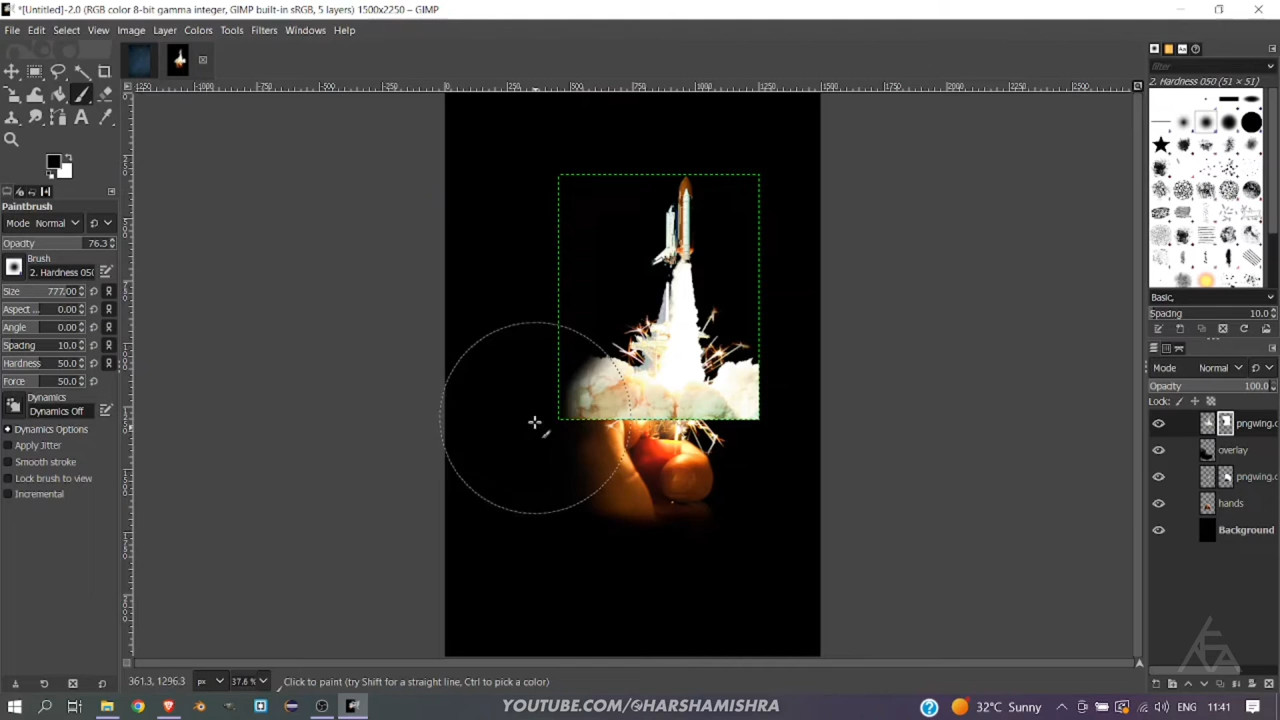 *[Untitled]-2.0 (RGB color 8-bit gamma integer, GIMP built-in sRGB, 5 layers) 1500x2250 – GIMP
File Edit Select View Image Layer Colors Tools Filters Windows Help
filter
2. Hardness 050 (51 × 51)
Paintbrush
Mode Normal
Opacity 76.3
Brush
2. Hardness 050
Size 777.00
Aspect... 0.00
Angle 0.00
Spacing 10.0
Hardness 50.0
Force 50.0
Dynamics
Dynamics Off
Dynamics Options
Apply Jitter
Smooth stroke
Lock brush to view
Incremental
Basic,
Spacing 10.0
Mode Normal
Opacity 100.0
Lock:
pngwing.c
overlay
pngwing.c
hands
Background
361.3, 1296.3 px 37.6 % Click to paint (try Shift for a straight line, Ctrl to pick a color)
YOUTUBE.COM/@HARSHAMISHRA
32°C Sunny ENG 11:41